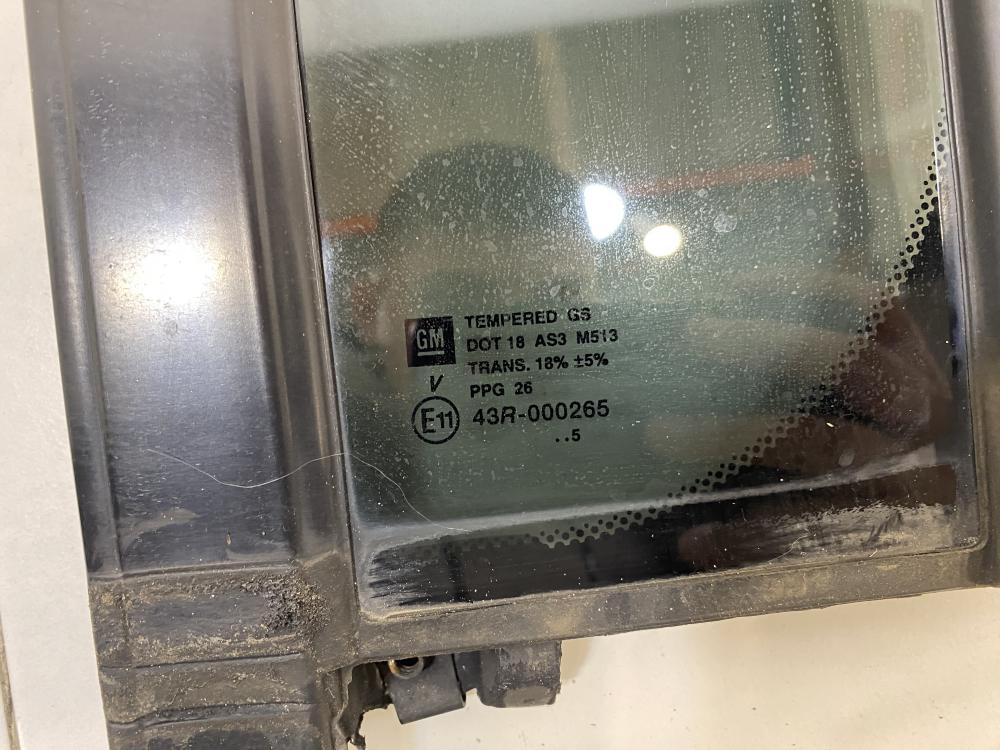 GM
TEMPERED GS
DOT 18 AS3 M513
TRANS. 18% ±5%
V PPG 26
E11 43R-000265
..5